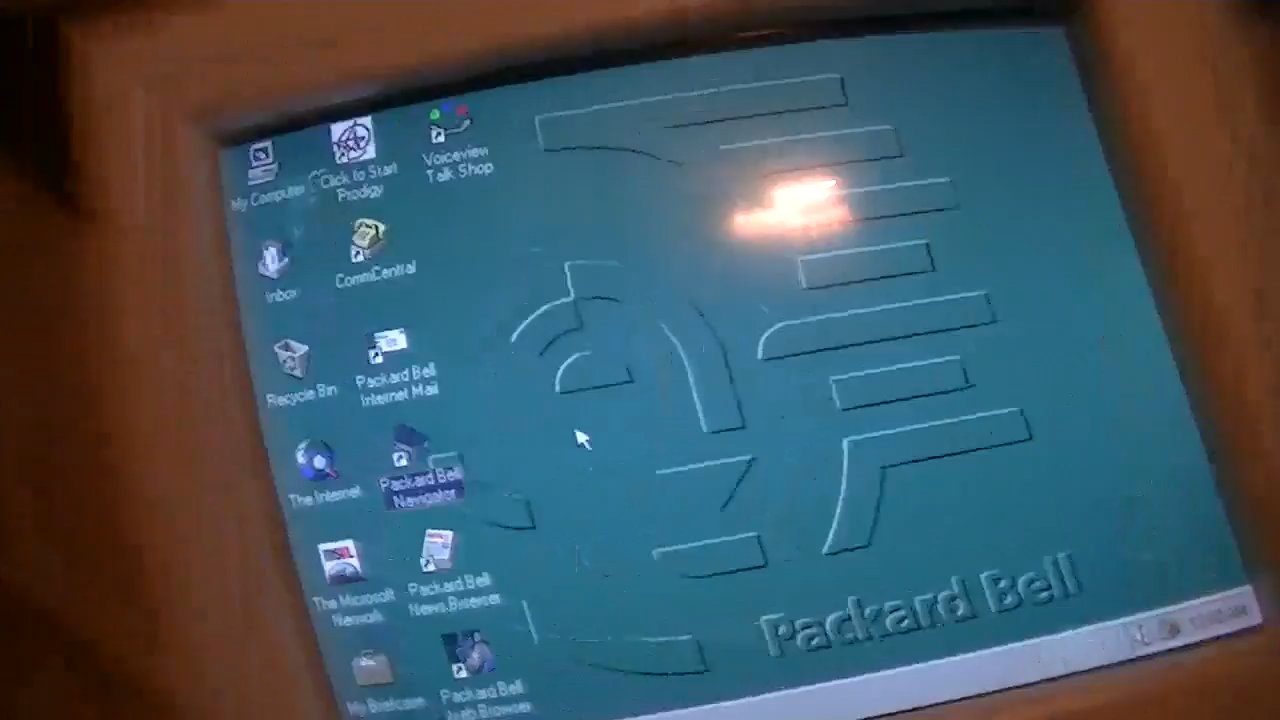 My Computer
Click to Start
Prodigy
Voiceview
Talk Shop
Inbox
CommCentral
Recycle Bin
Packard Bell
Internet Mail
The Internet
Packard Bell
Navigator
The Microsoft
Network
Packard Bell
News Browser
My Briefcase
Packard Bell
Web Browser
Packard Bell